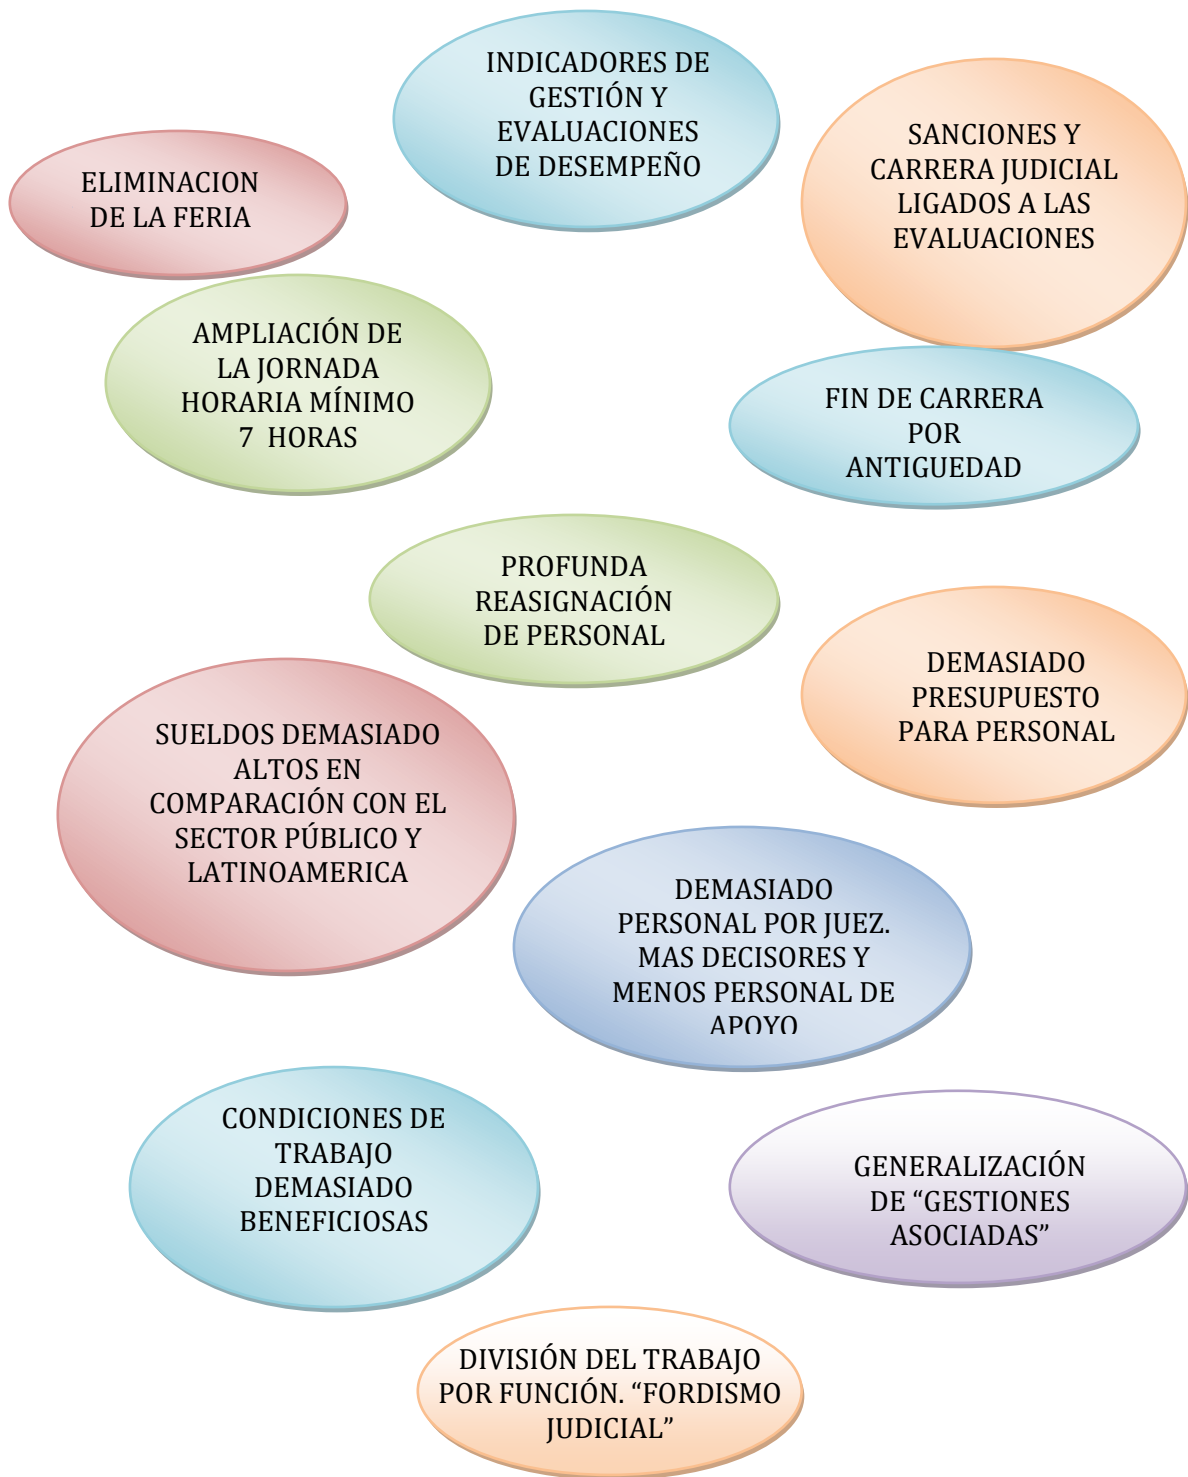 INDICADORES DE
GESTIÓN Y
EVALUACIONES
DE DESEMPEÑO
SANCIONES Y
CARRERA JUDICIAL
LIGADOS A LAS
EVALUACIONES
ELIMINACION
DE LA FERIA
AMPLIACIÓN DE
LA JORNADA
HORARIA MÍNIMO
7 HORAS
FIN DE CARRERA
POR
ANTIGUEDAD
PROFUNDA
REASIGNACIÓN
DE PERSONAL
DEMASIADO
PRESUPUESTO
PARA PERSONAL
SUELDOS DEMASIADO
ALTOS EN
COMPARACIÓN CON EL
SECTOR PÚBLICO Y
LATINOAMERICA
DEMASIADO
PERSONAL POR JUEZ.
MAS DECISORES Y
MENOS PERSONAL DE
APOYO
CONDICIONES DE
TRABAJO
DEMASIADO
BENEFICIOSAS
GENERALIZACIÓN
DE “GESTIONES
ASOCIADAS”
DIVISIÓN DEL TRABAJO
POR FUNCIÓN. “FORDISMO
JUDICIAL”